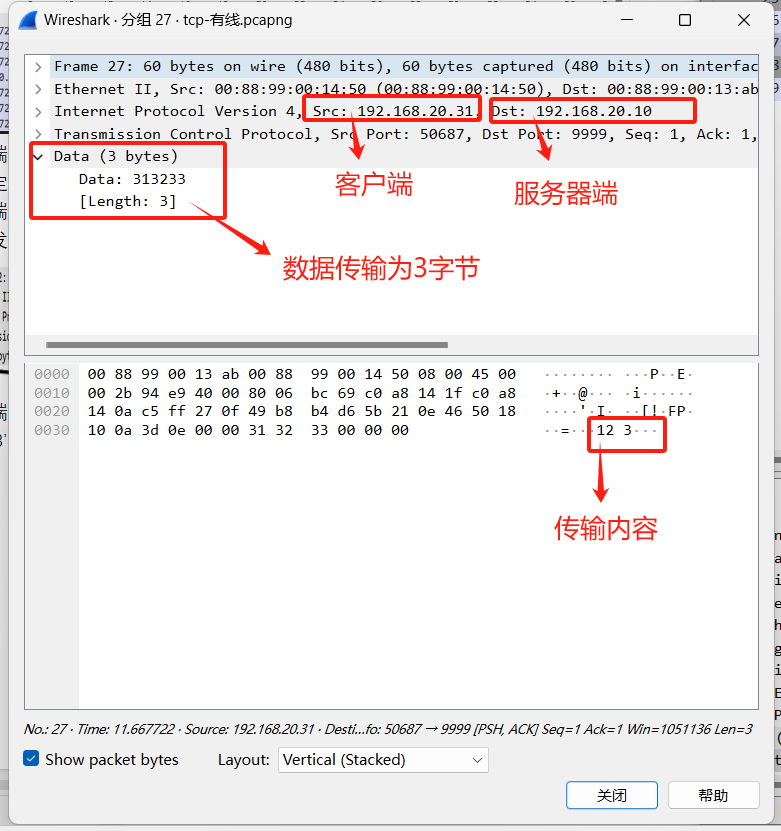 Wireshark · 分组 27 · tcp-有线.pcapng
Frame 27: 60 bytes on wire (480 bits), 60 bytes captured (480 bits) on interfac
Ethernet II, Src: 00:88:99:00:14:50 (00:88:99:00:14:50), Dst: 00:88:99:00:13:ab
Internet Protocol Version 4, Src: 192.168.20.31, Dst: 192.168.20.10
Transmission Control Protocol, Src Port: 50687, Dst Port: 9999, Seq: 1, Ack: 1,
Data (3 bytes)
Data: 313233
[Length: 3]
客户端
服务器端
数据传输为3字节
0000 00 88 99 00 13 ab 00 88 99 00 14 50 08 00 45 00 ········ ···P··E·
0010 00 2b 94 e9 40 00 80 06 bc 69 c0 a8 14 1f c0 a8 ·+··@··· ·i······
0020 14 0a c5 ff 27 0f 49 b8 b4 d6 5b 21 0e 46 50 18 ····'·I· ··[!·FP·
0030 10 0a 3d 0e 00 00 31 32 33 00 00 00 ··=···12 3···
传输内容
No.: 27 · Time: 11.667722 · Source: 192.168.20.31 · Desti...fo: 50687 → 9999 [PSH, ACK] Seq=1 Ack=1 Win=1051136 Len=3
Show packet bytes
Layout: Vertical (Stacked)
关闭
帮助